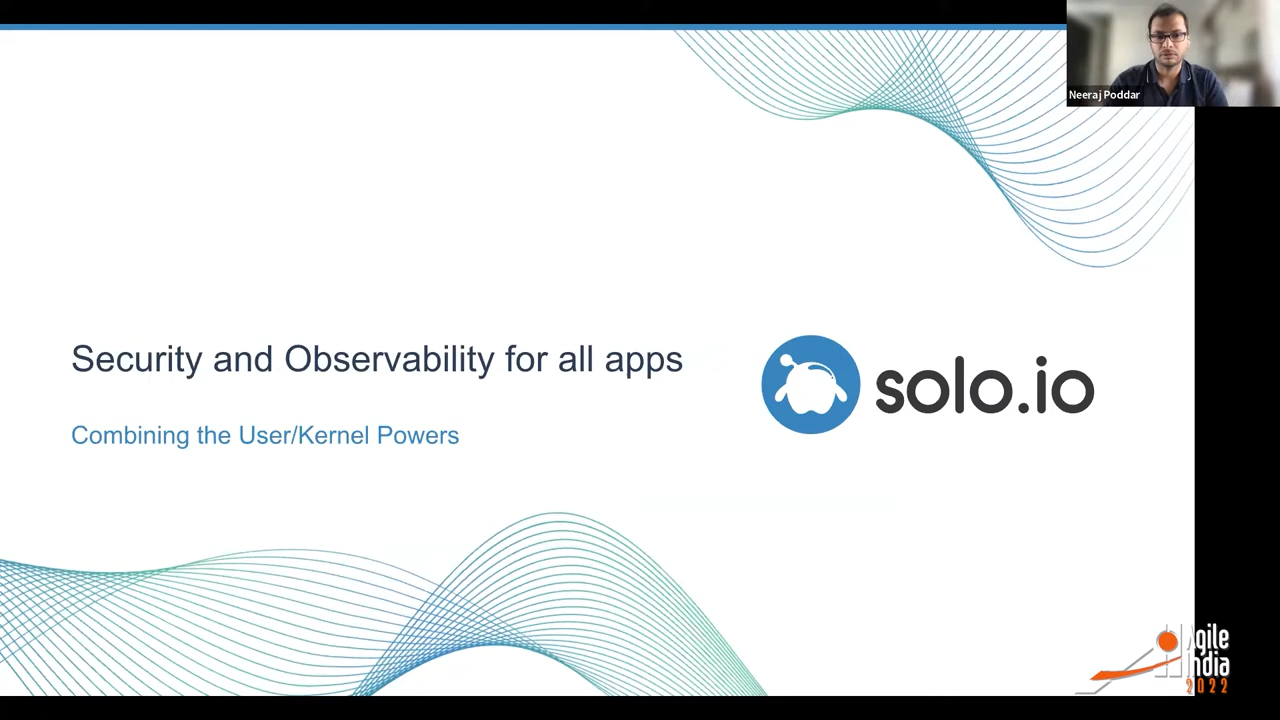 Neeraj Poddar
Security and Observability for all apps
solo.io
Combining the User/Kernel Powers
Agile
India
2022